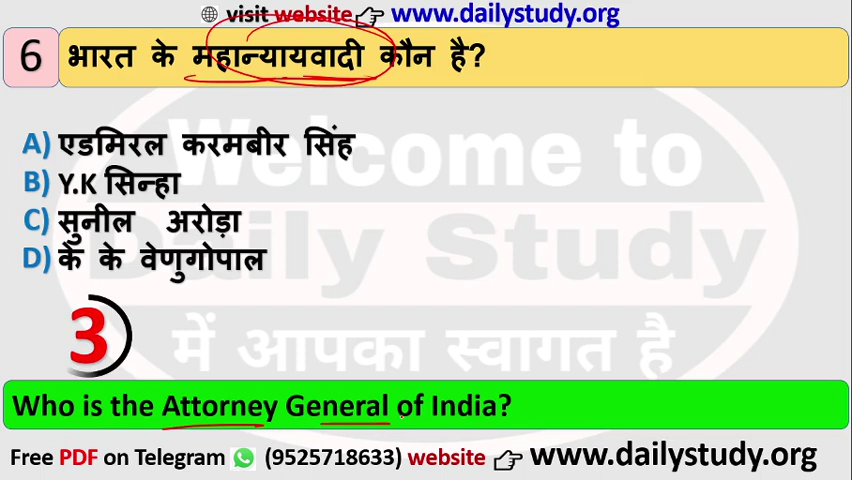 visit website www.dailystudy.org
6 भारत के महान्यायवादी कौन है?
A) एडमिरल करमबीर सिंह
B) Y.K सिन्हा
C) सुनील अरोड़ा
D) के के वेणुगोपाल
Welcome to
Daily Study
में आपका स्वागत है
3
Who is the Attorney General of India?
Free PDF on Telegram (9525718633) website www.dailystudy.org